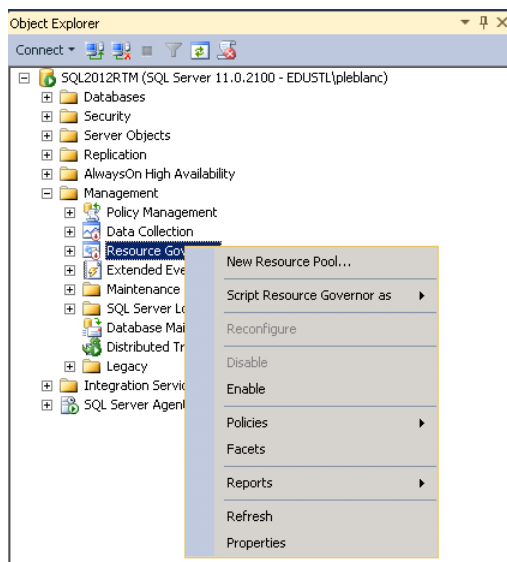 Object Explorer
Connect
SQL2012RTM (SQL Server 11.0.2100 - EDUSTL\pleblanc)
Databases
Security
Server Objects
Replication
AlwaysOn High Availability
Management
Policy Management
Data Collection
Resource Gov
Extended Eve
Maintenance
SQL Server Lo
Database Mai
Distributed Tr
Legacy
Integration Servic
SQL Server Agen
New Resource Pool...
Script Resource Governor as
Reconfigure
Disable
Enable
Policies
Facets
Reports
Refresh
Properties